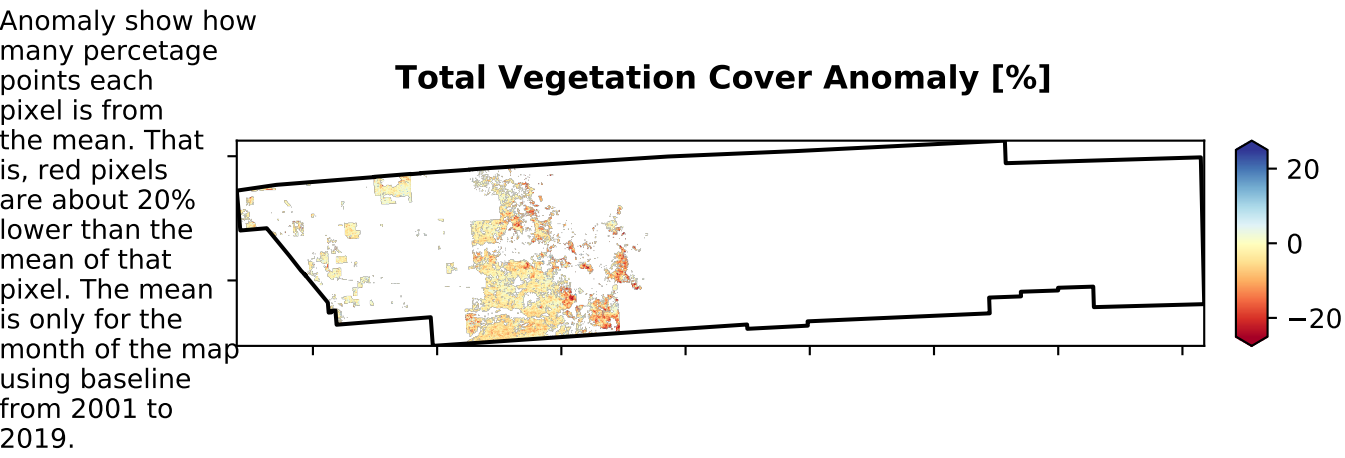 Anomaly show how
many percetage
points each
pixel is from
the mean. That
is, red pixels
are about 20%
lower than the
mean of that
pixel. The mean
is only for the
month of the map
using baseline
from 2001 to
2019.
Total Vegetation Cover Anomaly [%]
20
0
−20